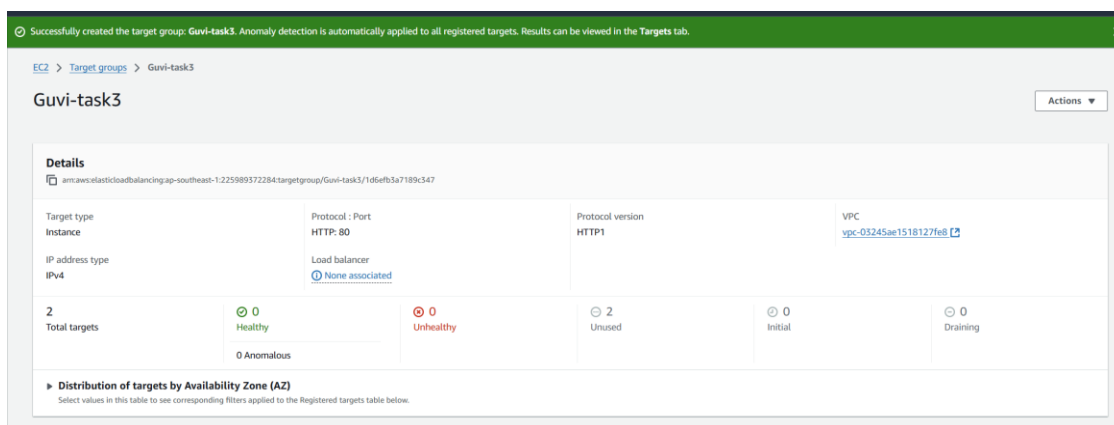 Successfully created the target group: Guvi-task3. Anomaly detection is automatically applied to all registered targets. Results can be viewed in the Targets tab.
EC2 > Target groups > Guvi-task3
Guvi-task3
Actions
Details
arn:aws:elasticloadbalancing:ap-southeast-1:225989372284:targetgroup/Guvi-task3/1d6efb3a7189c347
Target type
Instance
Protocol : Port
HTTP: 80
Protocol version
HTTP1
VPC
vpc-03245ae1518127fe8
IP address type
IPv4
Load balancer
None associated
2
Total targets
0
Healthy
0 Anomalous
0
Unhealthy
2
Unused
0
Initial
0
Draining
Distribution of targets by Availability Zone (AZ)
Select values in this table to see corresponding filters applied to the Registered targets table below.